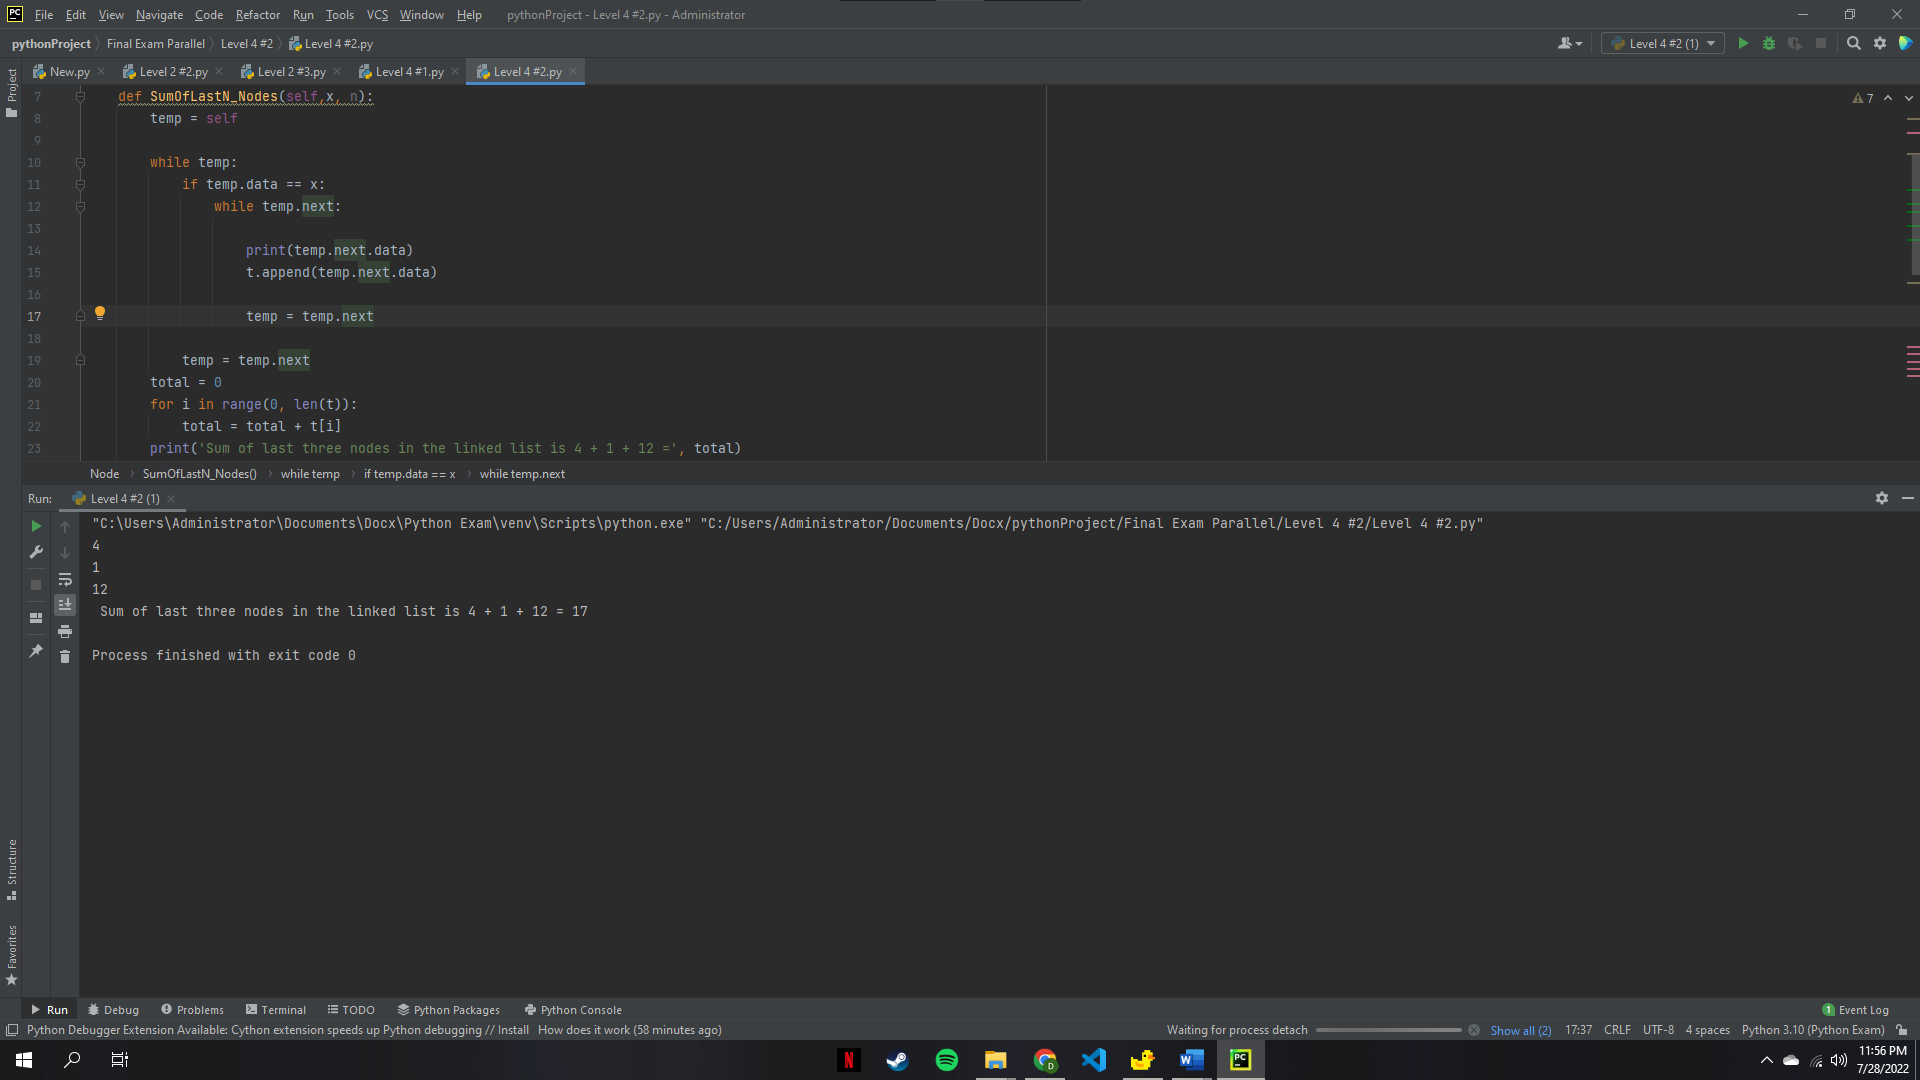 File Edit View Navigate Code Refactor Run Tools VCS Window Help pythonProject - Level 4 #2.py - Administrator
pythonProject Final Exam Parallel Level 4 #2 Level 4 #2.py
Level 4 #2 (1)
New.py Level 2 #2.py Level 2 #3.py Level 4 #1.py Level 4 #2.py
Project
7 def SumOfLastN_Nodes(self,x, n):
7
8 temp = self
9
10 while temp:
11 if temp.data == x:
12 while temp.next:
13
14 print(temp.next.data)
15 t.append(temp.next.data)
16
17 temp = temp.next
18
19 temp = temp.next
20 total = 0
21 for i in range(0, len(t)):
22 total = total + t[i]
23 print('Sum of last three nodes in the linked list is 4 + 1 + 12 =', total)
Node SumOfLastN_Nodes() while temp if temp.data == x while temp.next
Run: Level 4 #2 (1)
"C:\Users\Administrator\Documents\Docx\Python Exam\venv\Scripts\python.exe" "C:/Users/Administrator/Documents/Docx/pythonProject/Final Exam Parallel/Level 4 #2/Level 4 #2.py"
4
1
12
Sum of last three nodes in the linked list is 4 + 1 + 12 = 17
Process finished with exit code 0
Structure
Favorites
Run Debug Problems Terminal TODO Python Packages Python Console 1 Event Log
Python Debugger Extension Available: Cython extension speeds up Python debugging // Install How does it work (58 minutes ago) Waiting for process detach Show all (2) 17:37 CRLF UTF-8 4 spaces Python 3.10 (Python Exam)
11:56 PM
7/28/2022